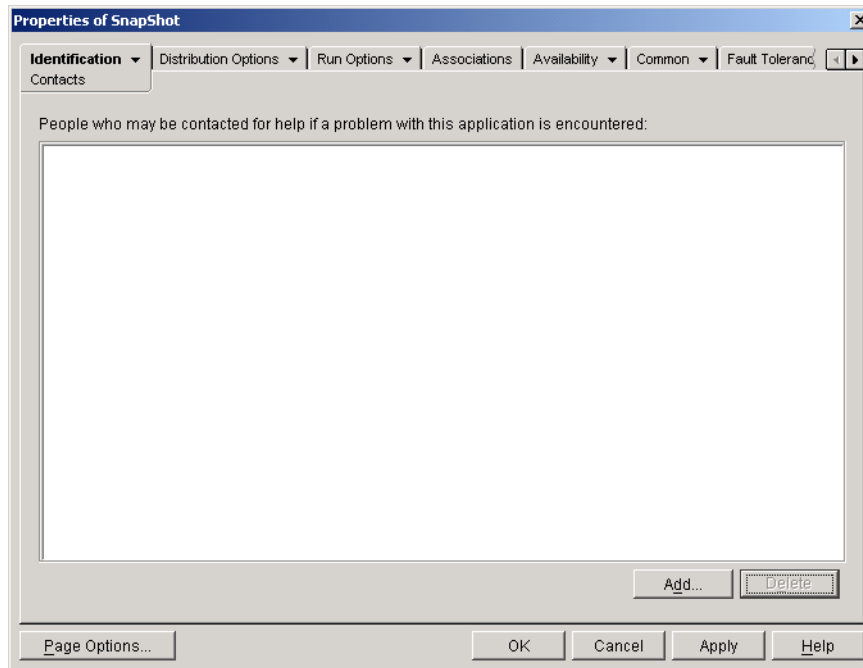 Properties of SnapShot
Identification Distribution Options Run Options Associations Availability Common Fault Toleranc
Contacts
People who may be contacted for help if a problem with this application is encountered:
Add... Delete
Page Options... OK Cancel Apply Help